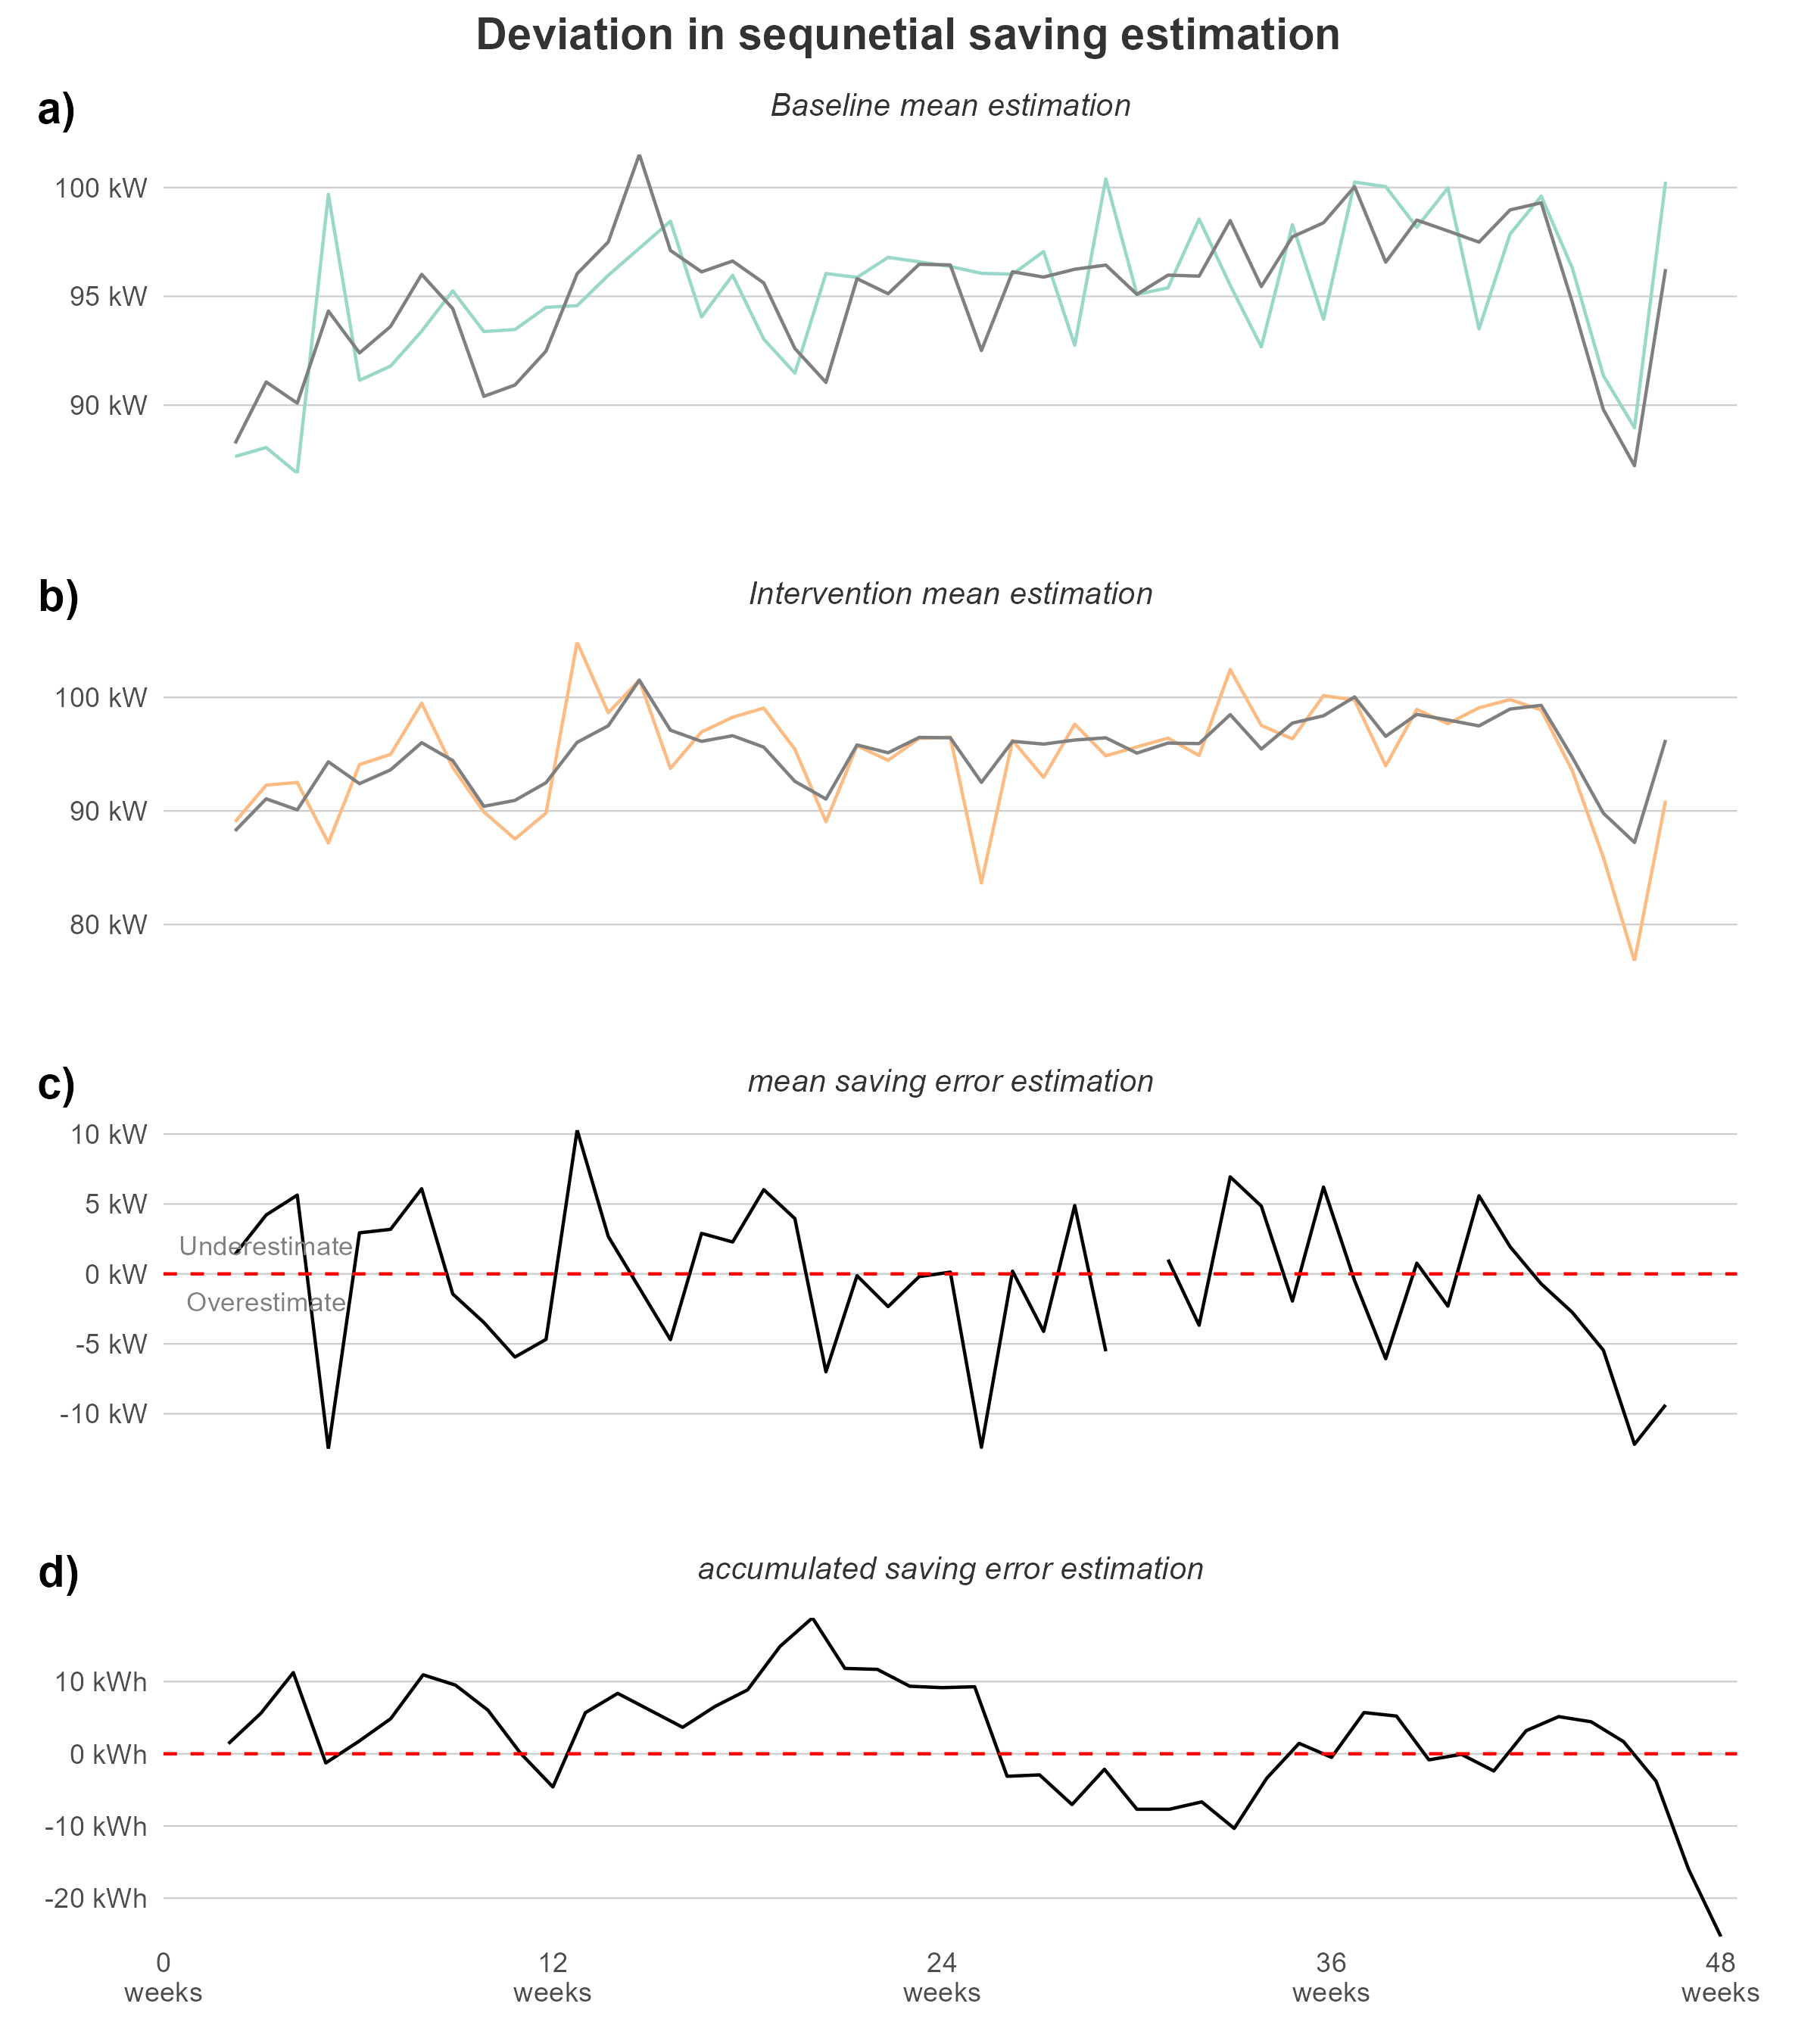 Deviation in sequnetial saving estimation
a)
Baseline mean estimation
100 kW
95 kW
90 kW
b)
Intervention mean estimation
100 kW
90 kW
80 kW
c)
mean saving error estimation
10 kW
5 kW
Underestimate
0 kW
Overestimate
-5 kW
-10 kW
d)
accumulated saving error estimation
10 kWh
0 kWh
-10 kWh
-20 kWh
0 12 24 36 48
weeks weeks weeks weeks weeks